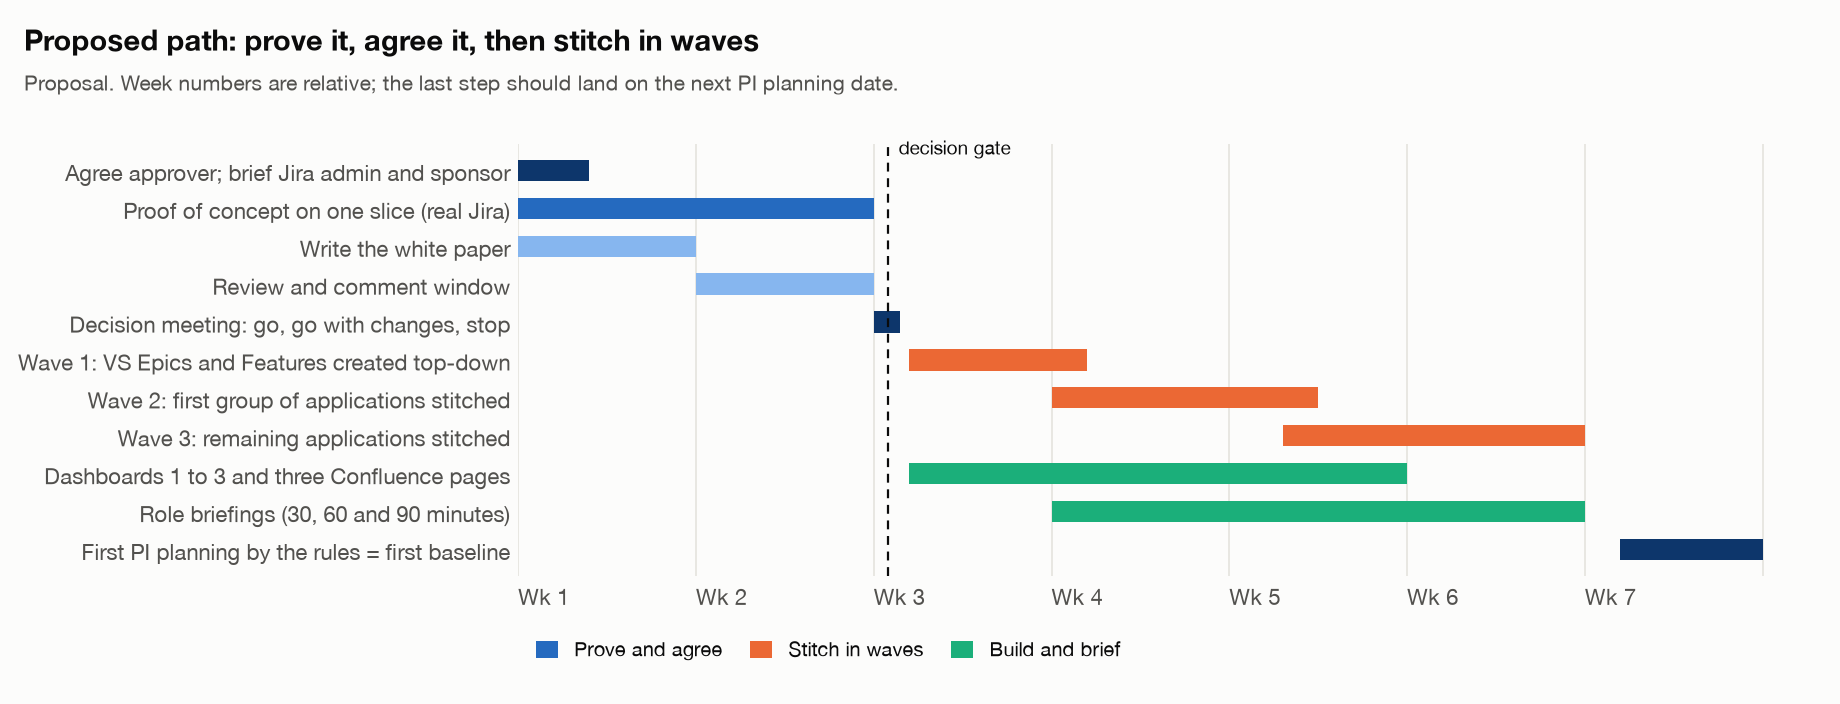 Proposed path: prove it, agree it, then stitch in waves
Proposal. Week numbers are relative; the last step should land on the next PI planning date.
decision gate
Agree approver; brief Jira admin and sponsor
Proof of concept on one slice (real Jira)
Write the white paper
Review and comment window
Decision meeting: go, go with changes, stop
Wave 1: VS Epics and Features created top-down
Wave 2: first group of applications stitched
Wave 3: remaining applications stitched
Dashboards 1 to 3 and three Confluence pages
Role briefings (30, 60 and 90 minutes)
First PI planning by the rules = first baseline
Wk 1 Wk 2 Wk 3 Wk 4 Wk 5 Wk 6 Wk 7
Prove and agree Stitch in waves Build and brief